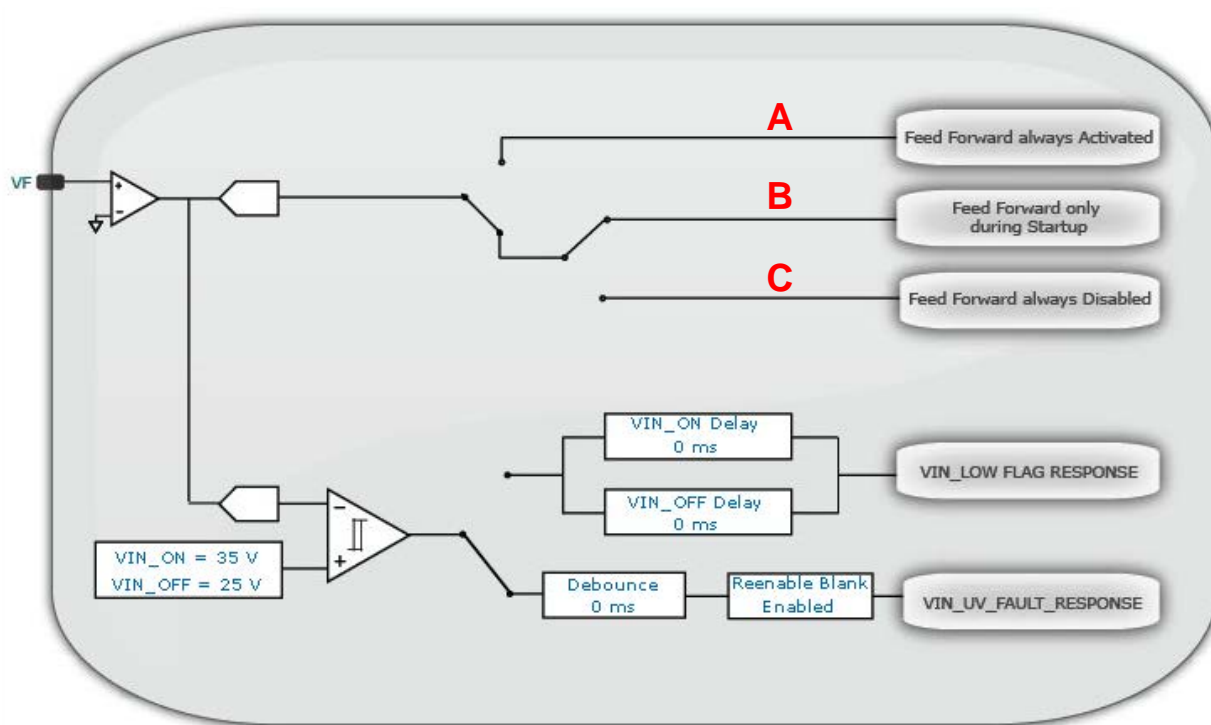 A
Feed Forward always Activated
VF
+
-
B
Feed Forward only
during Startup
C
Feed Forward always Disabled
VIN_ON Delay
0 ms
VIN_LOW FLAG RESPONSE
VIN_OFF Delay
0 ms
-
+
VIN_ON = 35 V
VIN_OFF = 25 V
Debounce
0 ms
Reenable Blank
Enabled
VIN_UV_FAULT_RESPONSE